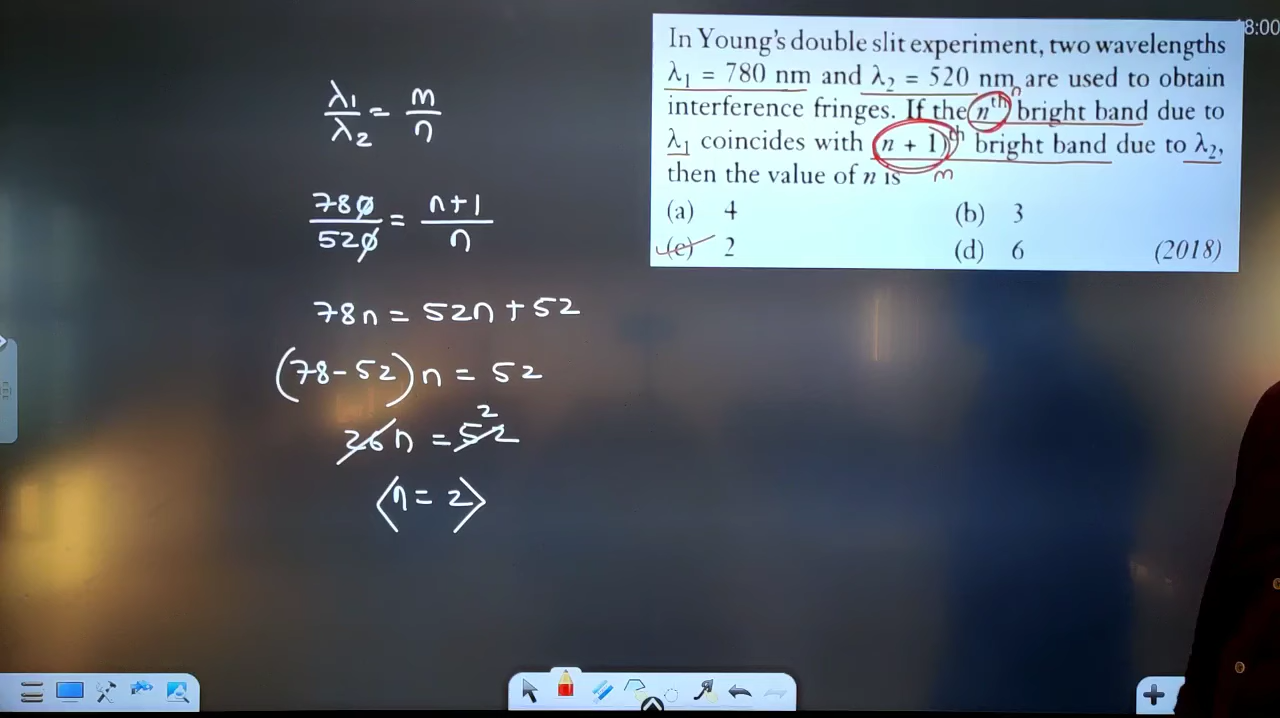 8:00
In Young's double slit experiment, two wavelengths
λ₁ = 780 nm and λ₂ = 520 nm are used to obtain
n
interference fringes. If the nᵗʰ bright band due to
λ₁ coincides with (n + 1)ᵗʰ bright band due to λ₂,
then the value of n is
m
(a) 4 (b) 3
(c) 2 (d) 6 (2018)
λ₁/λ₂ = m/n
780/520 = n+1/n
78n = 52n + 52
(78-52)n = 52
26n = 52 2
⟨n = 2⟩